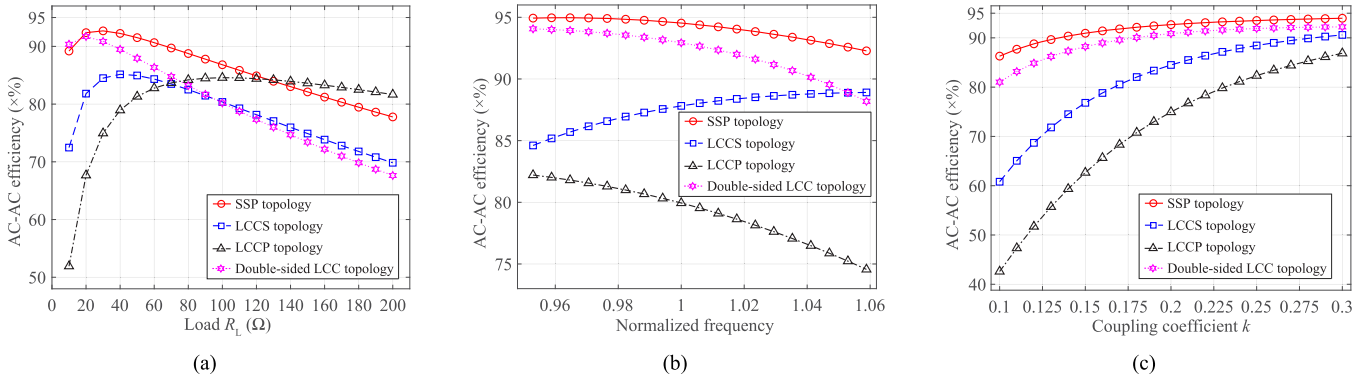 AC-AC efficiency (×%)
95
90
80
70
60
50
0 20 40 60 80 100 120 140 160 180 200
Load R_L (Ω)
SSP topology
LCCS topology
LCCP topology
Double-sided LCC topology
(a)
AC-AC efficiency (×%)
95
90
85
80
75
0.96 0.98 1 1.02 1.04 1.06
Normalized frequency
SSP topology
LCCS topology
LCCP topology
Double-sided LCC topology
(b)
AC-AC efficiency (×%)
95
90
80
70
60
50
40
0.1 0.125 0.15 0.175 0.2 0.225 0.25 0.275 0.3
Coupling coefficient k
SSP topology
LCCS topology
LCCP topology
Double-sided LCC topology
(c)